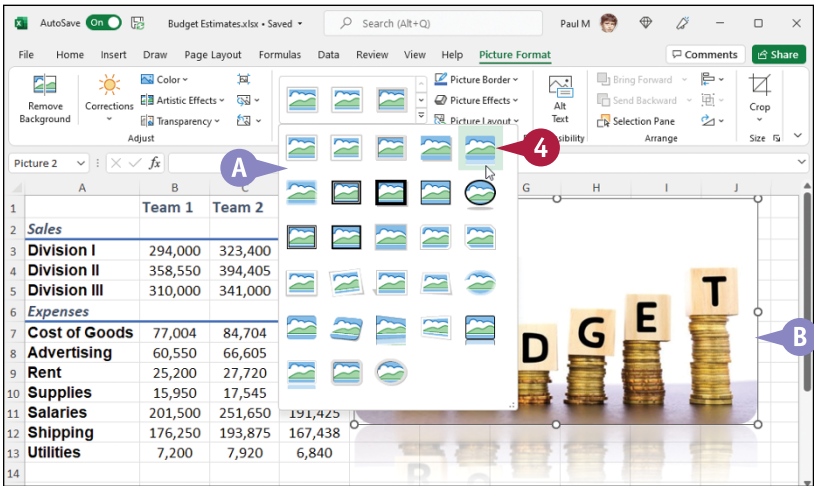 AutoSave On Budget Estimates.xlsx • Saved Search (Alt+Q) Paul M
File Home Insert Draw Page Layout Formulas Data Review View Help Picture Format Comments Share
Remove Background
Corrections
Color
Artistic Effects
Transparency
Adjust
Picture Border
Picture Effects
Picture Layout
Alt Text
Bring Forward
Send Backward
Selection Pane
Arrange
Crop
Size
Picture 2 fx
A B G H I J
1 Team 1 Team 2
2 Sales
3 Division I 294,000 323,400
4 Division II 358,550 394,405
5 Division III 310,000 341,000
6 Expenses
7 Cost of Goods 77,004 84,704
8 Advertising 60,550 66,605
9 Rent 25,200 27,720
10 Supplies 15,950 17,545
11 Salaries 201,500 251,650 191,425
12 Shipping 176,250 193,875 167,438
13 Utilities 7,200 7,920 6,840
14
A
4
B
D G E T